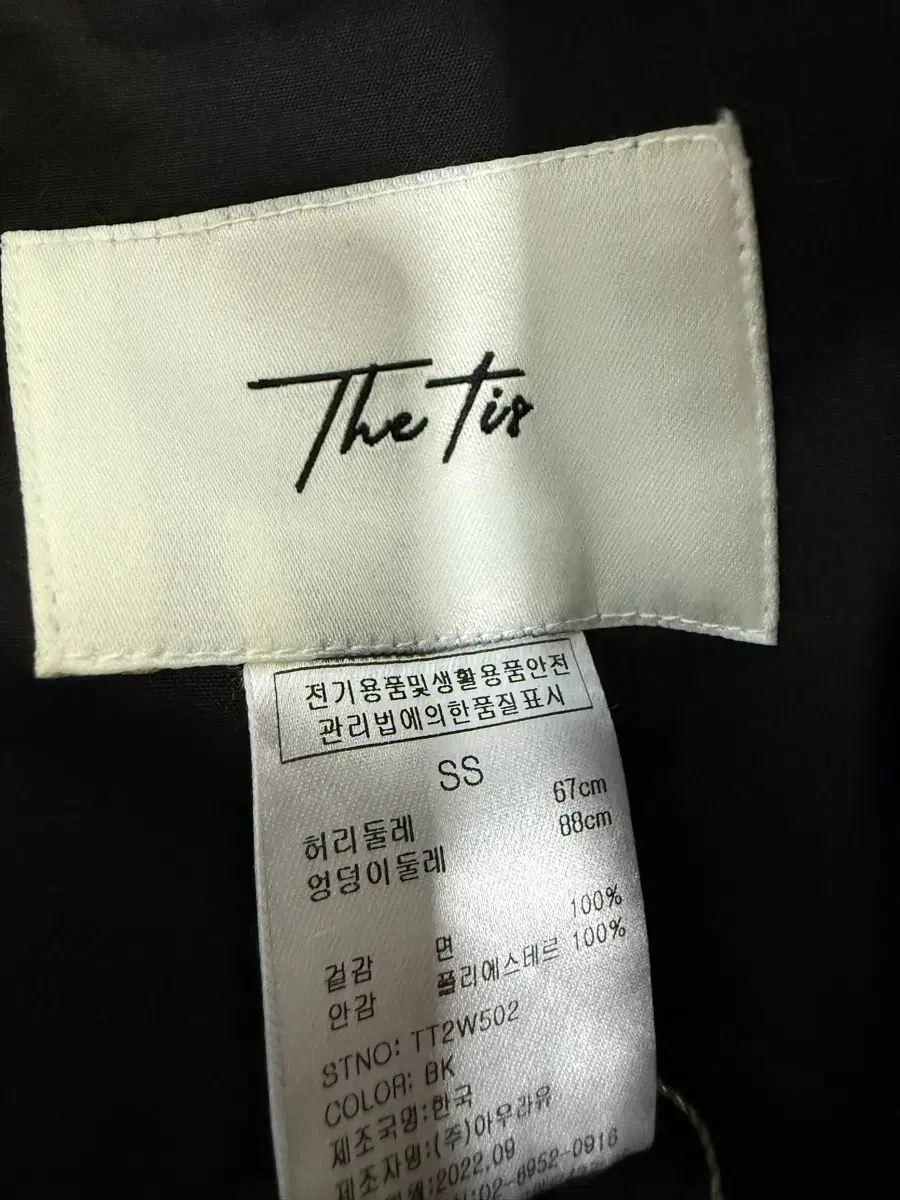 The tis
전기용품및생활용품안전
관리법에의한품질표시
SS
허리둘레 67cm
엉덩이둘레 88cm
겉감 면 100%
안감 폴리에스테르 100%
STNO: TT2W502
COLOR: BK
제조국명:한국
제조자명:(주)아우라유
2022.09
:02-6952-0916